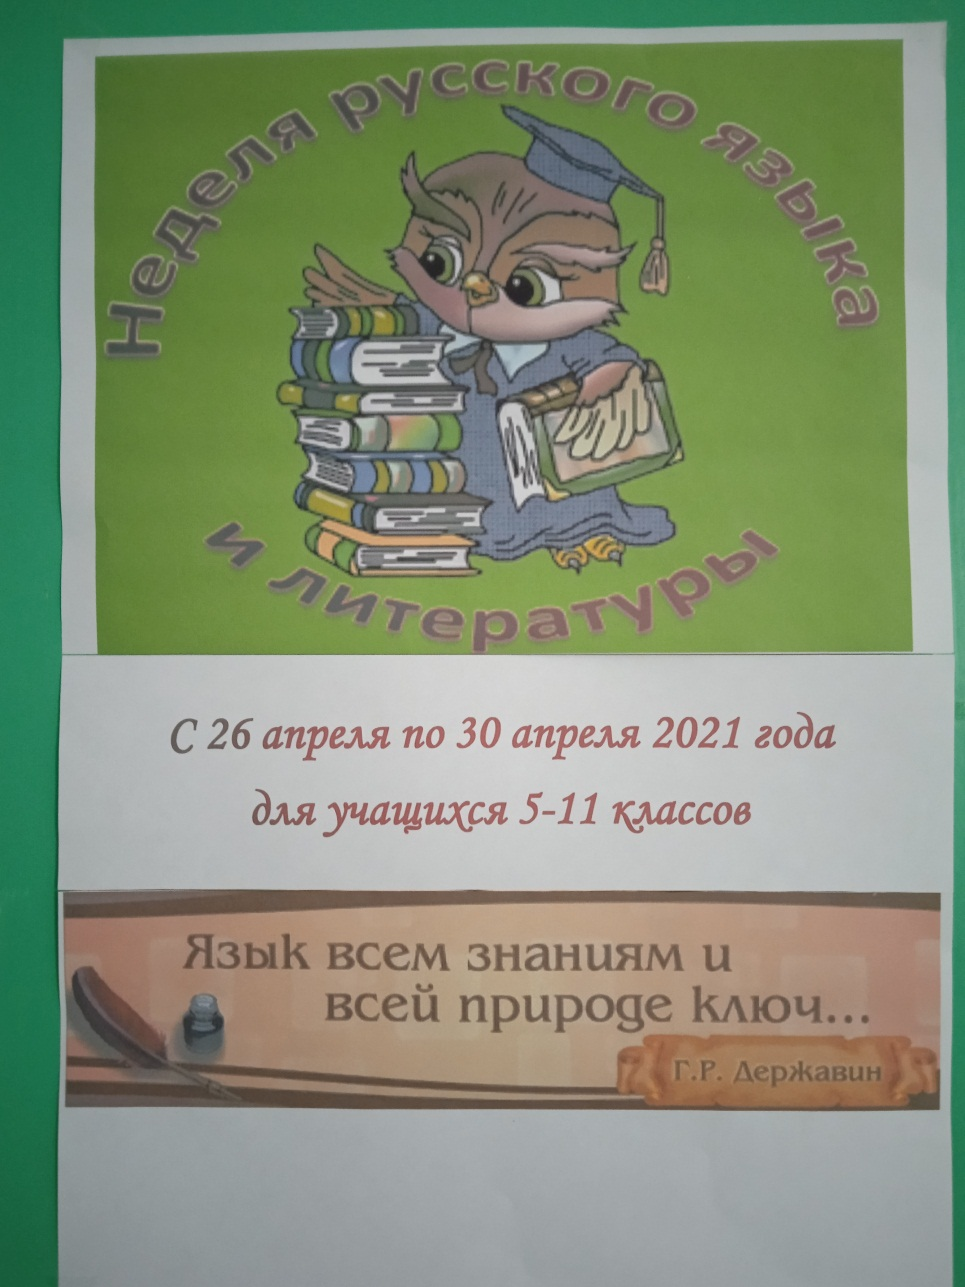 Неделя русского языка
и литературы
С 26 апреля по 30 апреля 2021 года
для учащихся 5-11 классов
Язык всем знаниям и
всей природе ключ...
Г.Р. Державин